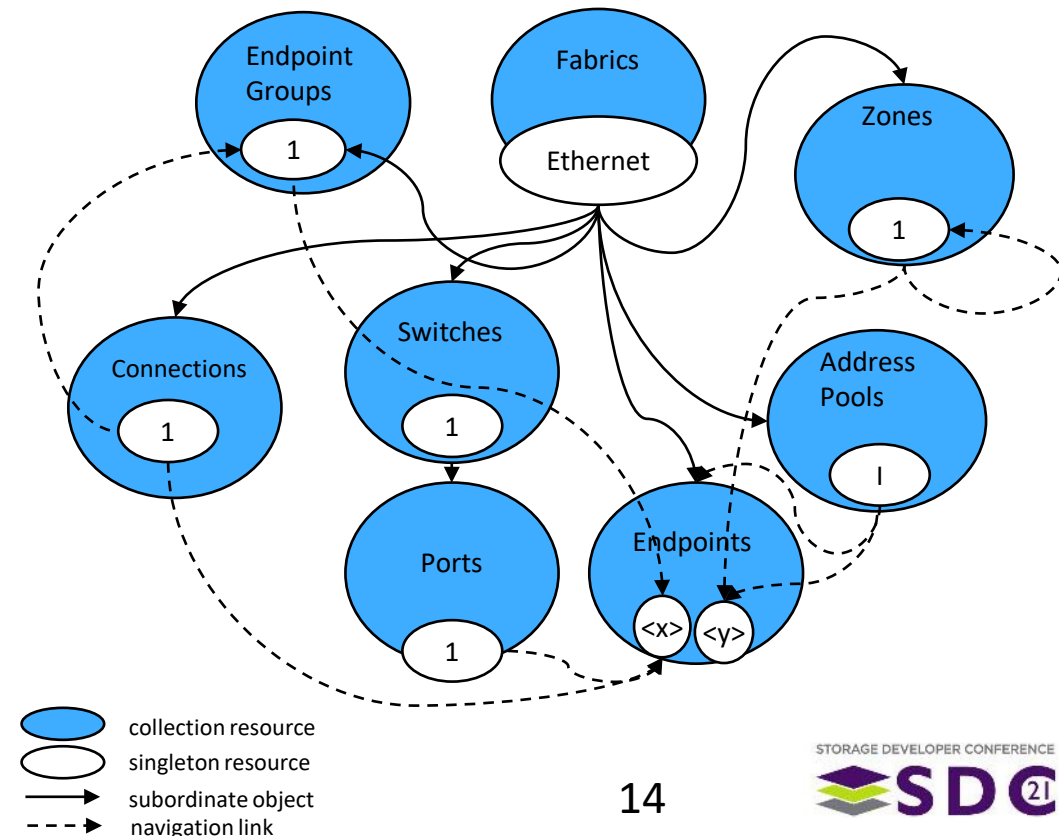 Endpoint
Groups
1
Fabrics
Ethernet
Zones
1
Connections
1
Switches
1
Address
Pools
I
Ports
1
Endpoints
<x>
<y>
collection resource
singleton resource
subordinate object
navigation link
14
STORAGE DEVELOPER CONFERENCE
SDC 21